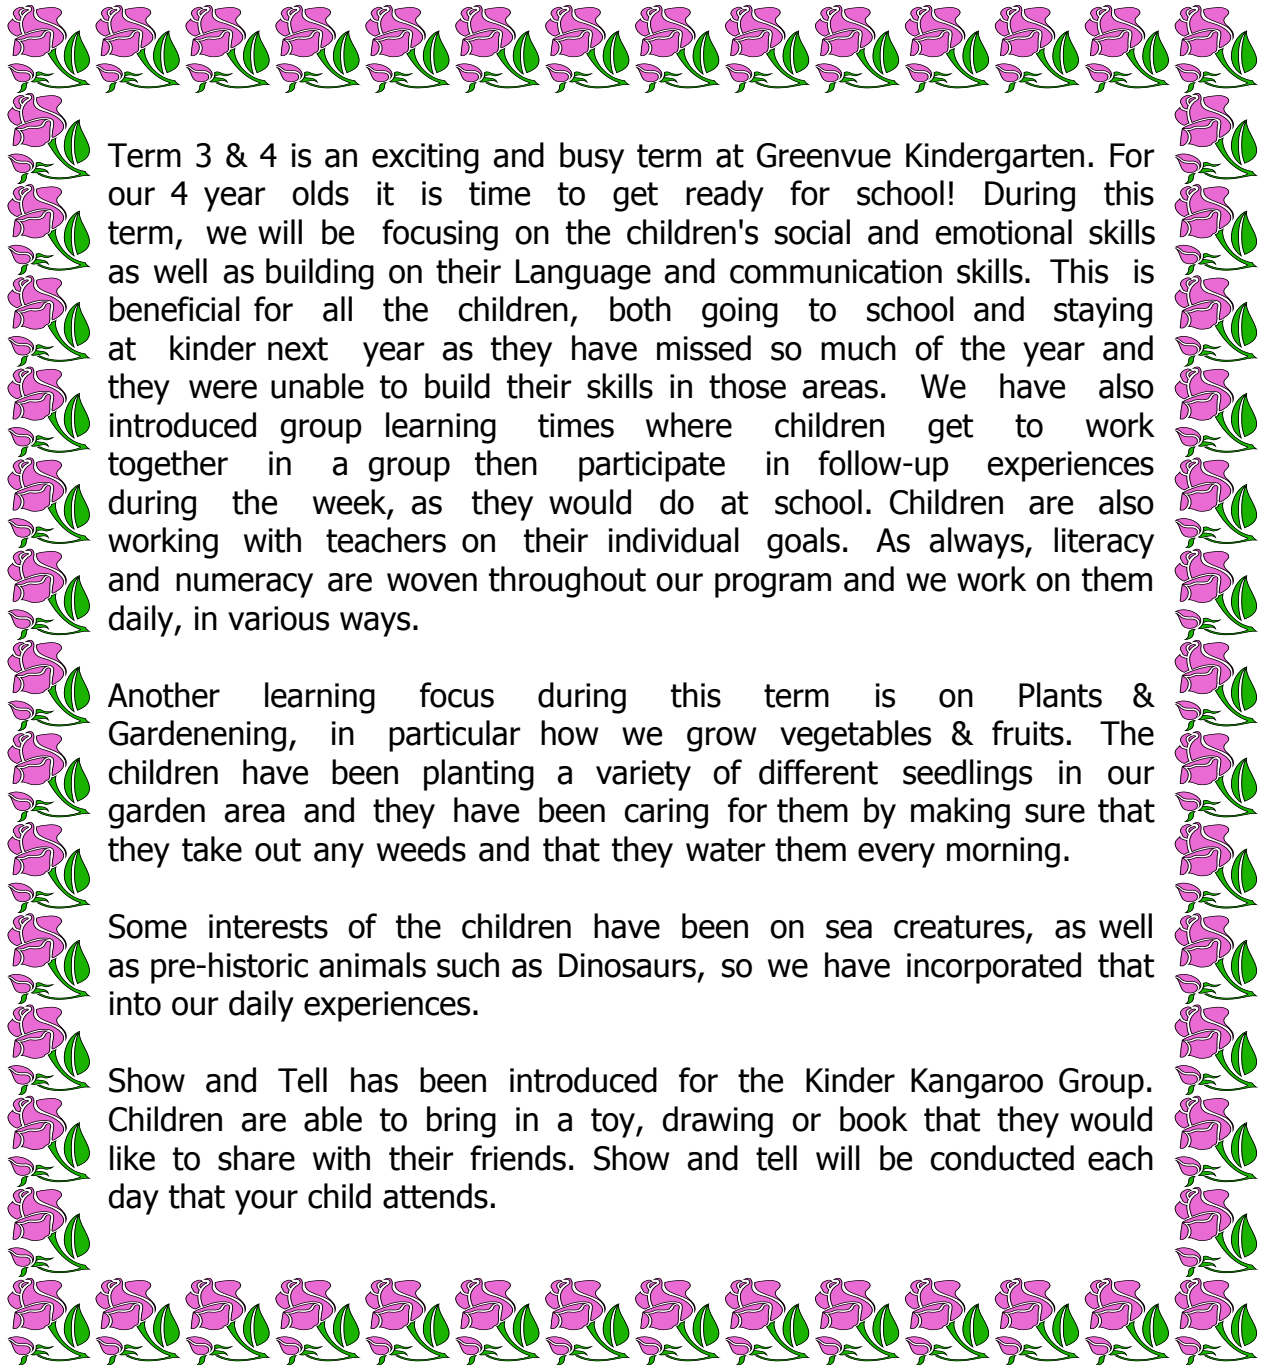 Term 3 & 4 is an exciting and busy term at Greenvue Kindergarten. For
our 4 year olds it is time to get ready for school! During this
term, we will be focusing on the children's social and emotional skills
as well as building on their Language and communication skills. This is
beneficial for all the children, both going to school and staying
at kinder next year as they have missed so much of the year and
they were unable to build their skills in those areas. We have also
introduced group learning times where children get to work
together in a group then participate in follow-up experiences
during the week, as they would do at school. Children are also
working with teachers on their individual goals. As always, literacy
and numeracy are woven throughout our program and we work on them
daily, in various ways.
Another learning focus during this term is on Plants &
Gardenening, in particular how we grow vegetables & fruits. The
children have been planting a variety of different seedlings in our
garden area and they have been caring for them by making sure that
they take out any weeds and that they water them every morning.
Some interests of the children have been on sea creatures, as well
as pre-historic animals such as Dinosaurs, so we have incorporated that
into our daily experiences.
Show and Tell has been introduced for the Kinder Kangaroo Group.
Children are able to bring in a toy, drawing or book that they would
like to share with their friends. Show and tell will be conducted each
day that your child attends.